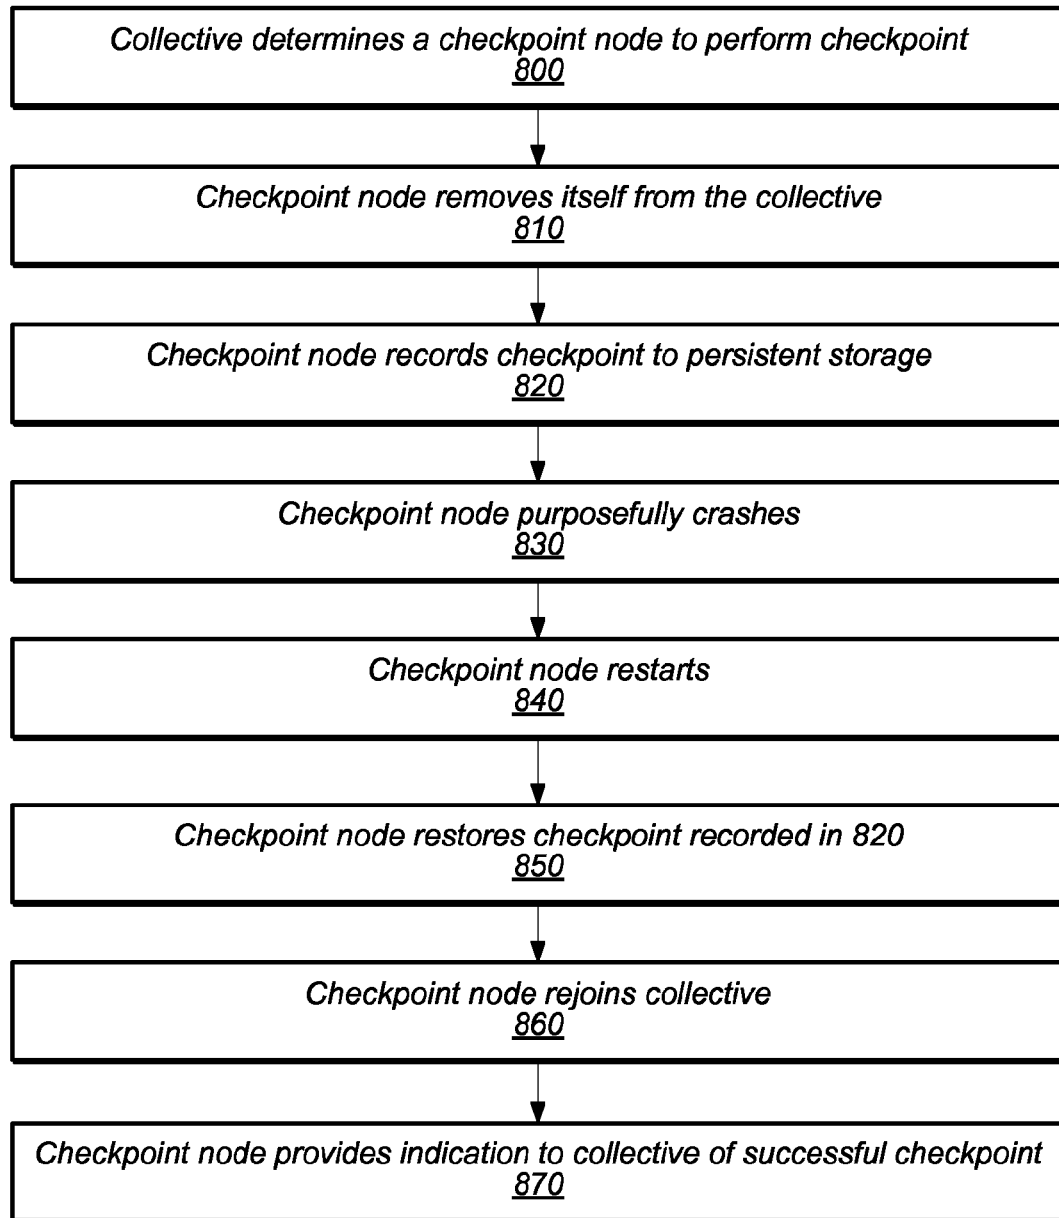 Collective determines a checkpoint node to perform checkpoint
800
Checkpoint node removes itself from the collective
810
Checkpoint node records checkpoint to persistent storage
820
Checkpoint node purposefully crashes
830
Checkpoint node restarts
840
Checkpoint node restores checkpoint recorded in 820
850
Checkpoint node rejoins collective
860
Checkpoint node provides indication to collective of successful checkpoint
870